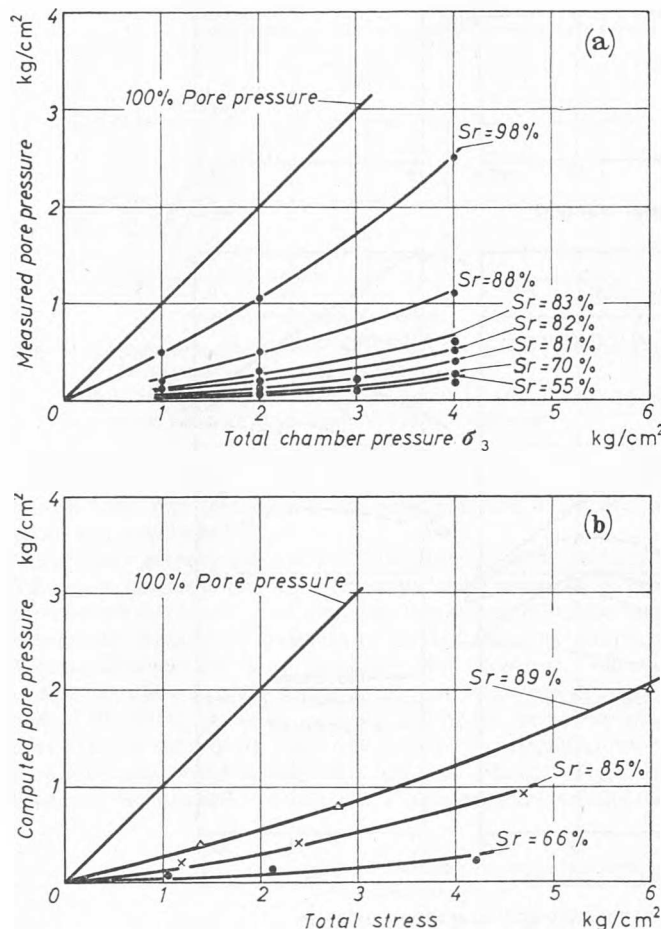 kg/cm²
4
3
2
1
0
Measured pore pressure
(a)
100% Pore pressure
Sr=98%
Sr=88%
Sr=83%
Sr=82%
Sr=81%
Sr=70%
Sr=55%
1 2 3 4 5 6
Total chamber pressure σ₃ kg/cm²
kg/cm²
4
3
2
1
0
Computed pore pressure
(b)
100% Pore pressure
Sr=89%
Sr=85%
Sr=66%
1 2 3 4 5 6
Total stress kg/cm²